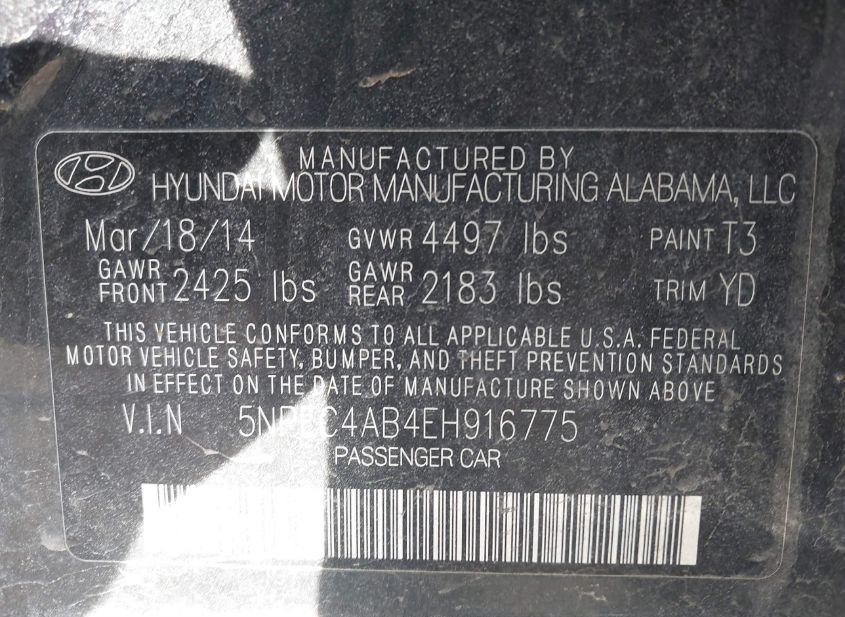 MANUFACTURED BY
HYUNDAI MOTOR MANUFACTURING ALABAMA, LLC
Mar/18/14 GVWR 4497 lbs PAINT T3
GAWR FRONT 2425 lbs GAWR REAR 2183 lbs TRIM YD
THIS VEHICLE CONFORMS TO ALL APPLICABLE U.S.A. FEDERAL
MOTOR VEHICLE SAFETY, BUMPER, AND THEFT PREVENTION STANDARDS
IN EFFECT ON THE DATE OF MANUFACTURE SHOWN ABOVE
V.I.N
PASSENGER CAR